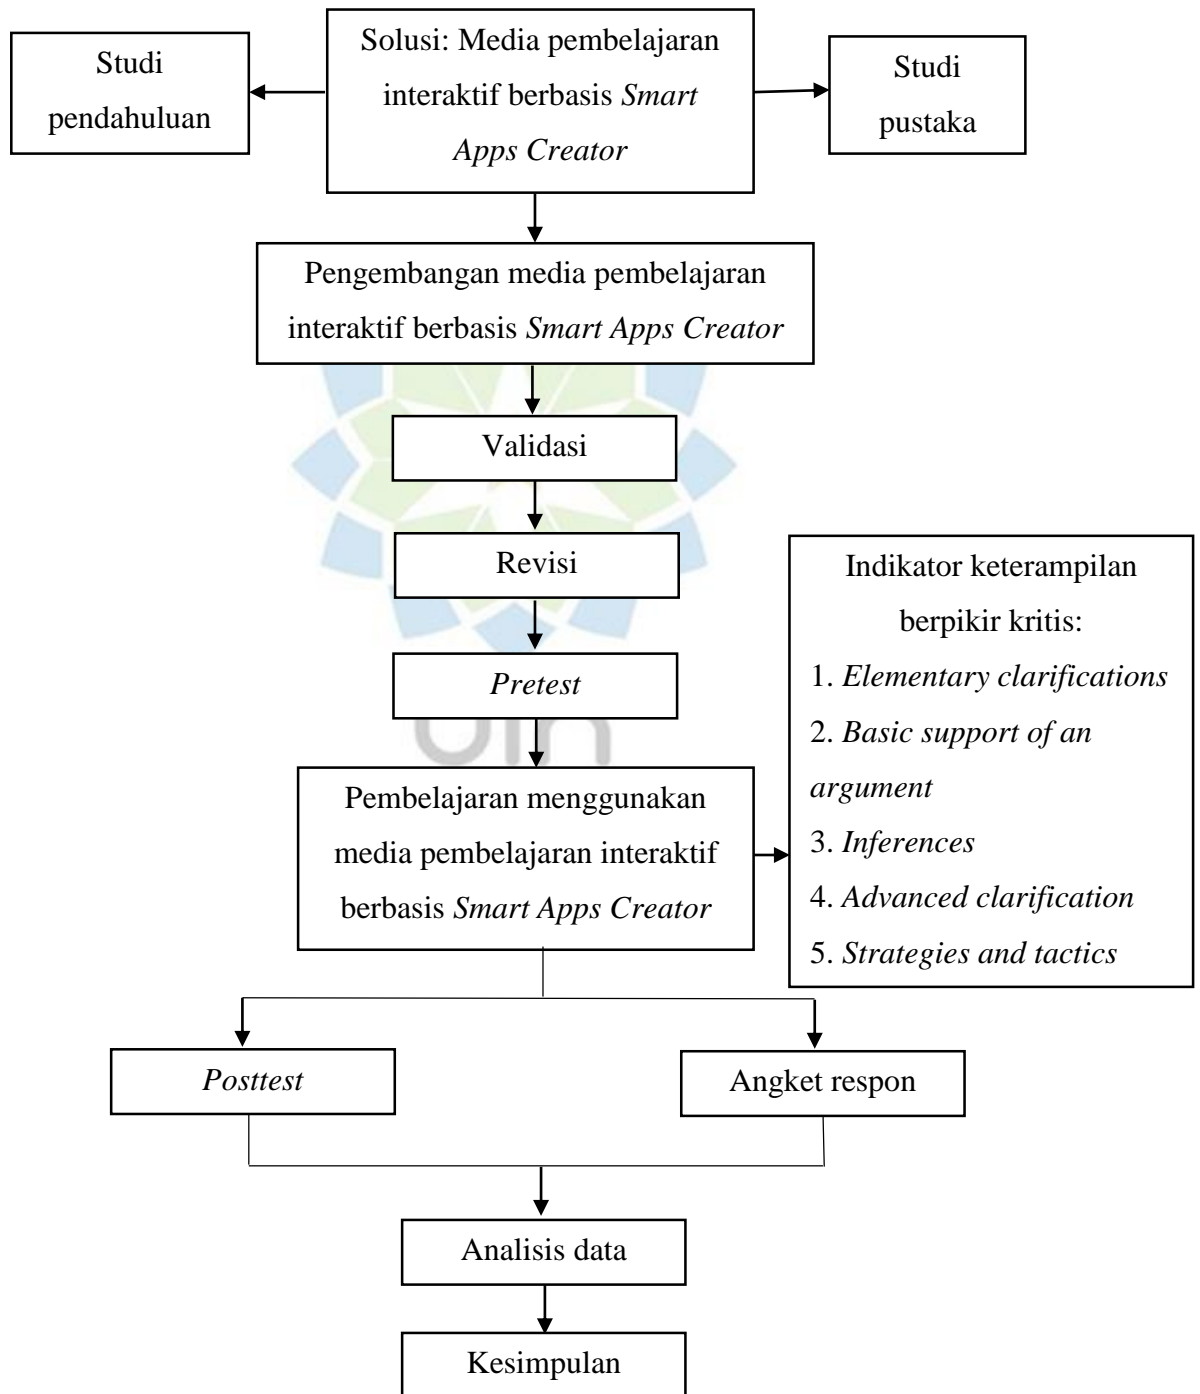 Studi
pendahuluan
Solusi: Media pembelajaran
interaktif berbasis Smart
Apps Creator
Studi
pustaka
Pengembangan media pembelajaran
interaktif berbasis Smart Apps Creator
Validasi
Revisi
Pretest
uin
Pembelajaran menggunakan
media pembelajaran interaktif
berbasis Smart Apps Creator
Indikator keterampilan
berpikir kritis:
1. Elementary clarifications
2. Basic support of an
argument
3. Inferences
4. Advanced clarification
5. Strategies and tactics
Posttest
Angket respon
Analisis data
Kesimpulan